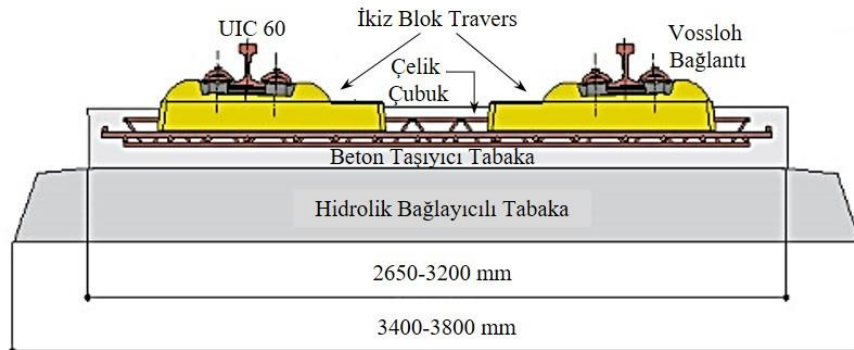 İkiz Blok Travers
UIC 60
Vossloh
Bağlantı
Çelik
Çubuk
Beton Taşıyıcı Tabaka
Hidrolik Bağlayıcılı Tabaka
2650-3200 mm
3400-3800 mm